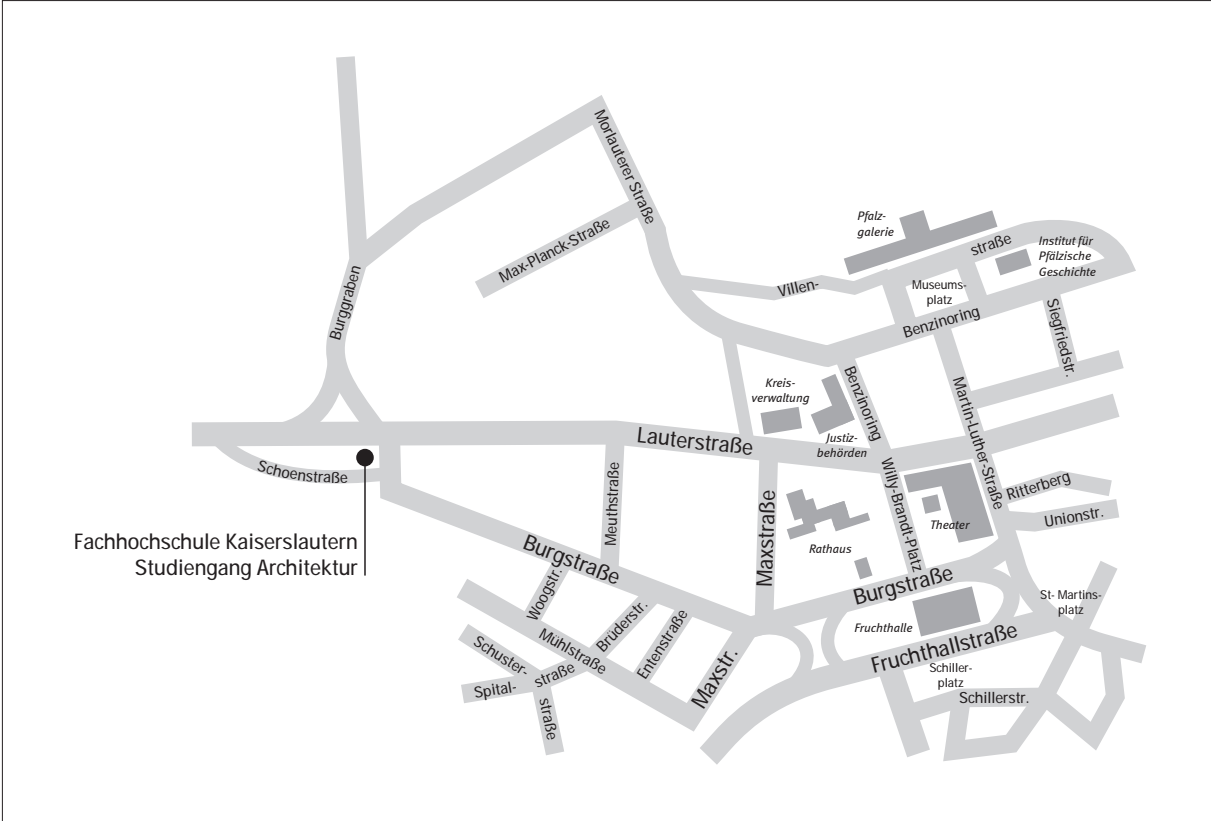 Morlauterer Straße
Max-Planck-Straße
Burggraben
Pfalz-
galerie
straße
Institut für
Pfälzische
Geschichte
Villen-
Museums-
platz
Benzinoring
Siegfriedstr.
Kreis-
verwaltung
Benzinoring
Martin-Luther-Straße
Justiz-
behörden
Lauterstraße
Schoenstraße
Meuthstraße
Maxstraße
Willy-Brandt-Platz
Ritterberg
Unionstr.
Theater
Rathaus
Fachhochschule Kaiserslautern
Studiengang Architektur
Burgstraße
Burgstraße
Woogstr.
Brüderstr.
Entenstraße
Mühlstraße
Maxstr.
Schuster-
straße
Spital-
straße
Fruchthalle
Fruchthallstraße
St- Martins-
platz
Schiller-
platz
Schillerstr.